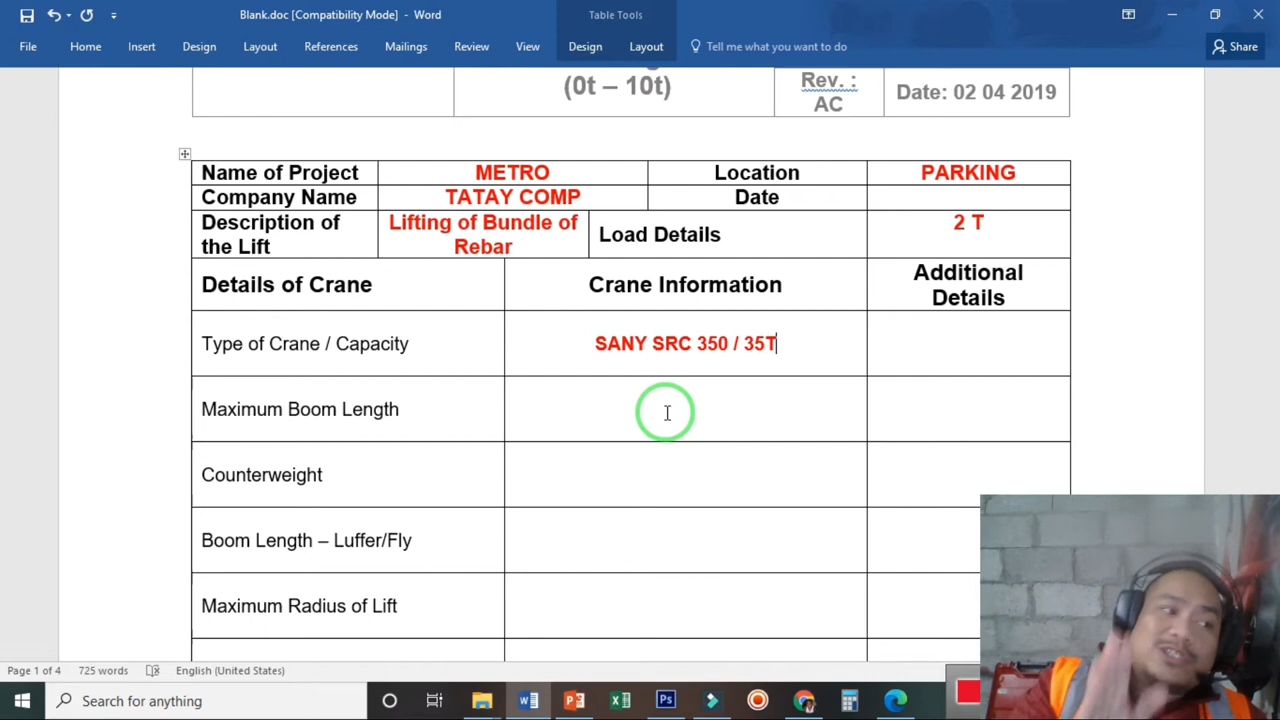 Blank.doc [Compatibility Mode] - Word
Table Tools
File
Home
Insert
Design
Layout
References
Mailings
Review
View
Design
Layout
Tell me what you want to do
Share
(0t – 10t)
Rev. :
AC
Date: 02 04 2019
Name of Project
METRO
Location
PARKING
Company Name
TATAY COMP
Date
Description of
the Lift
Lifting of Bundle of
Rebar
Load Details
2 T
Details of Crane
Crane Information
Additional
Details
Type of Crane / Capacity
SANY SRC 350 / 35T
Maximum Boom Length
Counterweight
Boom Length – Luffer/Fly
Maximum Radius of Lift
Page 1 of 4
725 words
English (United States)
Search for anything